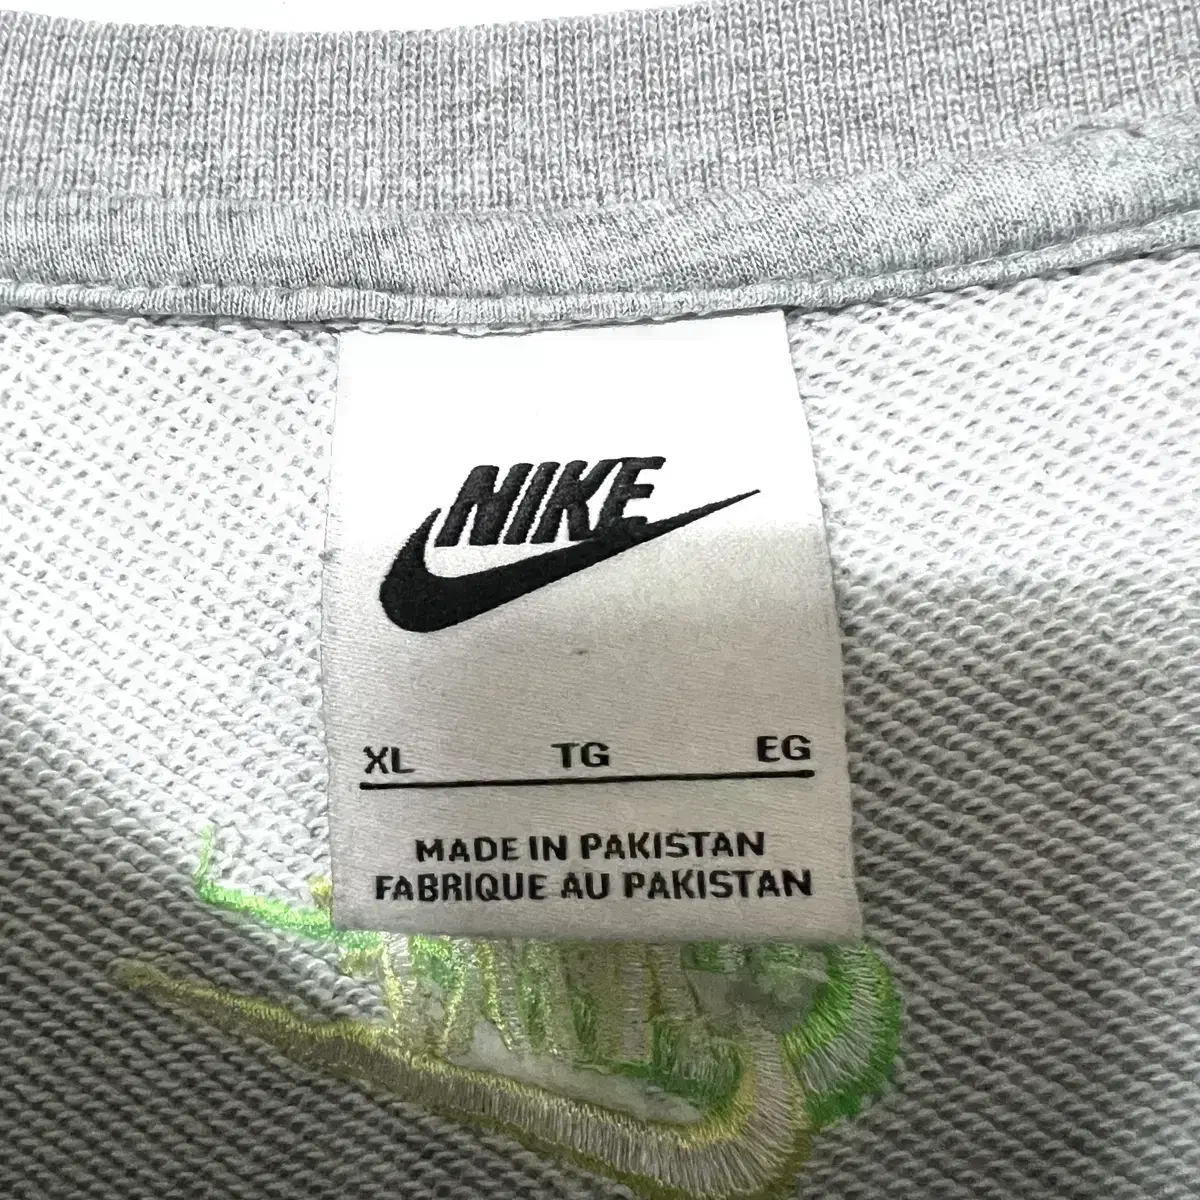 NIKE
XL TG EG
MADE IN PAKISTAN
FABRIQUE AU PAKISTAN